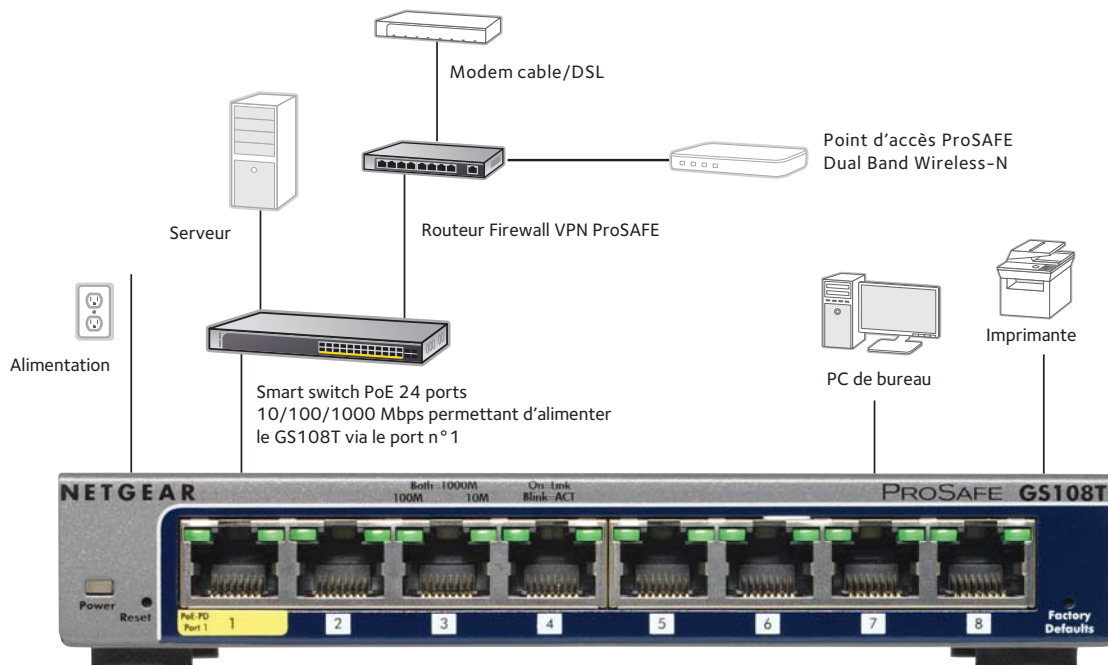 Modem cable/DSL
Point d'accès ProSAFE
Dual Band Wireless-N
Serveur
Routeur Firewall VPN ProSAFE
Alimentation
Imprimante
PC de bureau
Smart switch PoE 24 ports
10/100/1000 Mbps permettant d'alimenter
le GS108T via le port n°1
NETGEAR
Both=1000M
100M 10M
On=Link
Blink=ACT
PROSAFE GS108T
Power
Reset
PoE-PD
Port 1
1 2 3 4 5 6 7 8
Factory
Defaults